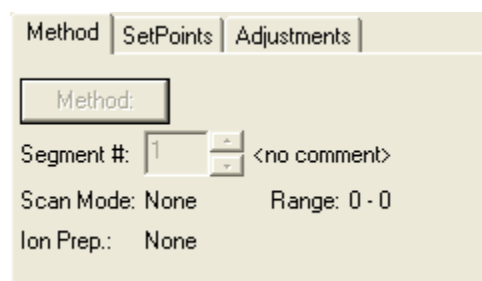 Method SetPoints Adjustments
Method:
Segment #: 1 <no comment>
Scan Mode: None Range: 0 - 0
Ion Prep.: None